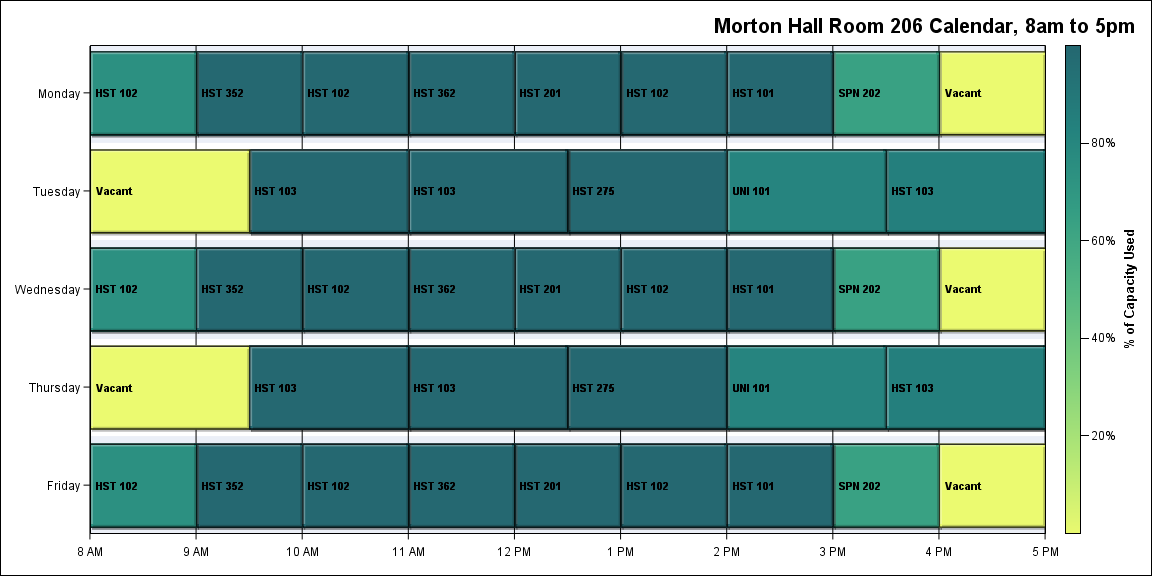 Morton Hall Room 206 Calendar, 8am to 5pm
Monday
HST 102
HST 352
HST 102
HST 362
HST 201
HST 102
HST 101
SPN 202
Vacant
Tuesday
Vacant
HST 103
HST 103
HST 275
UNI 101
HST 103
Wednesday
HST 102
HST 352
HST 102
HST 362
HST 201
HST 102
HST 101
SPN 202
Vacant
Thursday
Vacant
HST 103
HST 103
HST 275
UNI 101
HST 103
Friday
HST 102
HST 352
HST 102
HST 362
HST 201
HST 102
HST 101
SPN 202
Vacant
8 AM
9 AM
10 AM
11 AM
12 PM
1 PM
2 PM
3 PM
4 PM
5 PM
80%
60%
40%
20%
% of Capacity Used